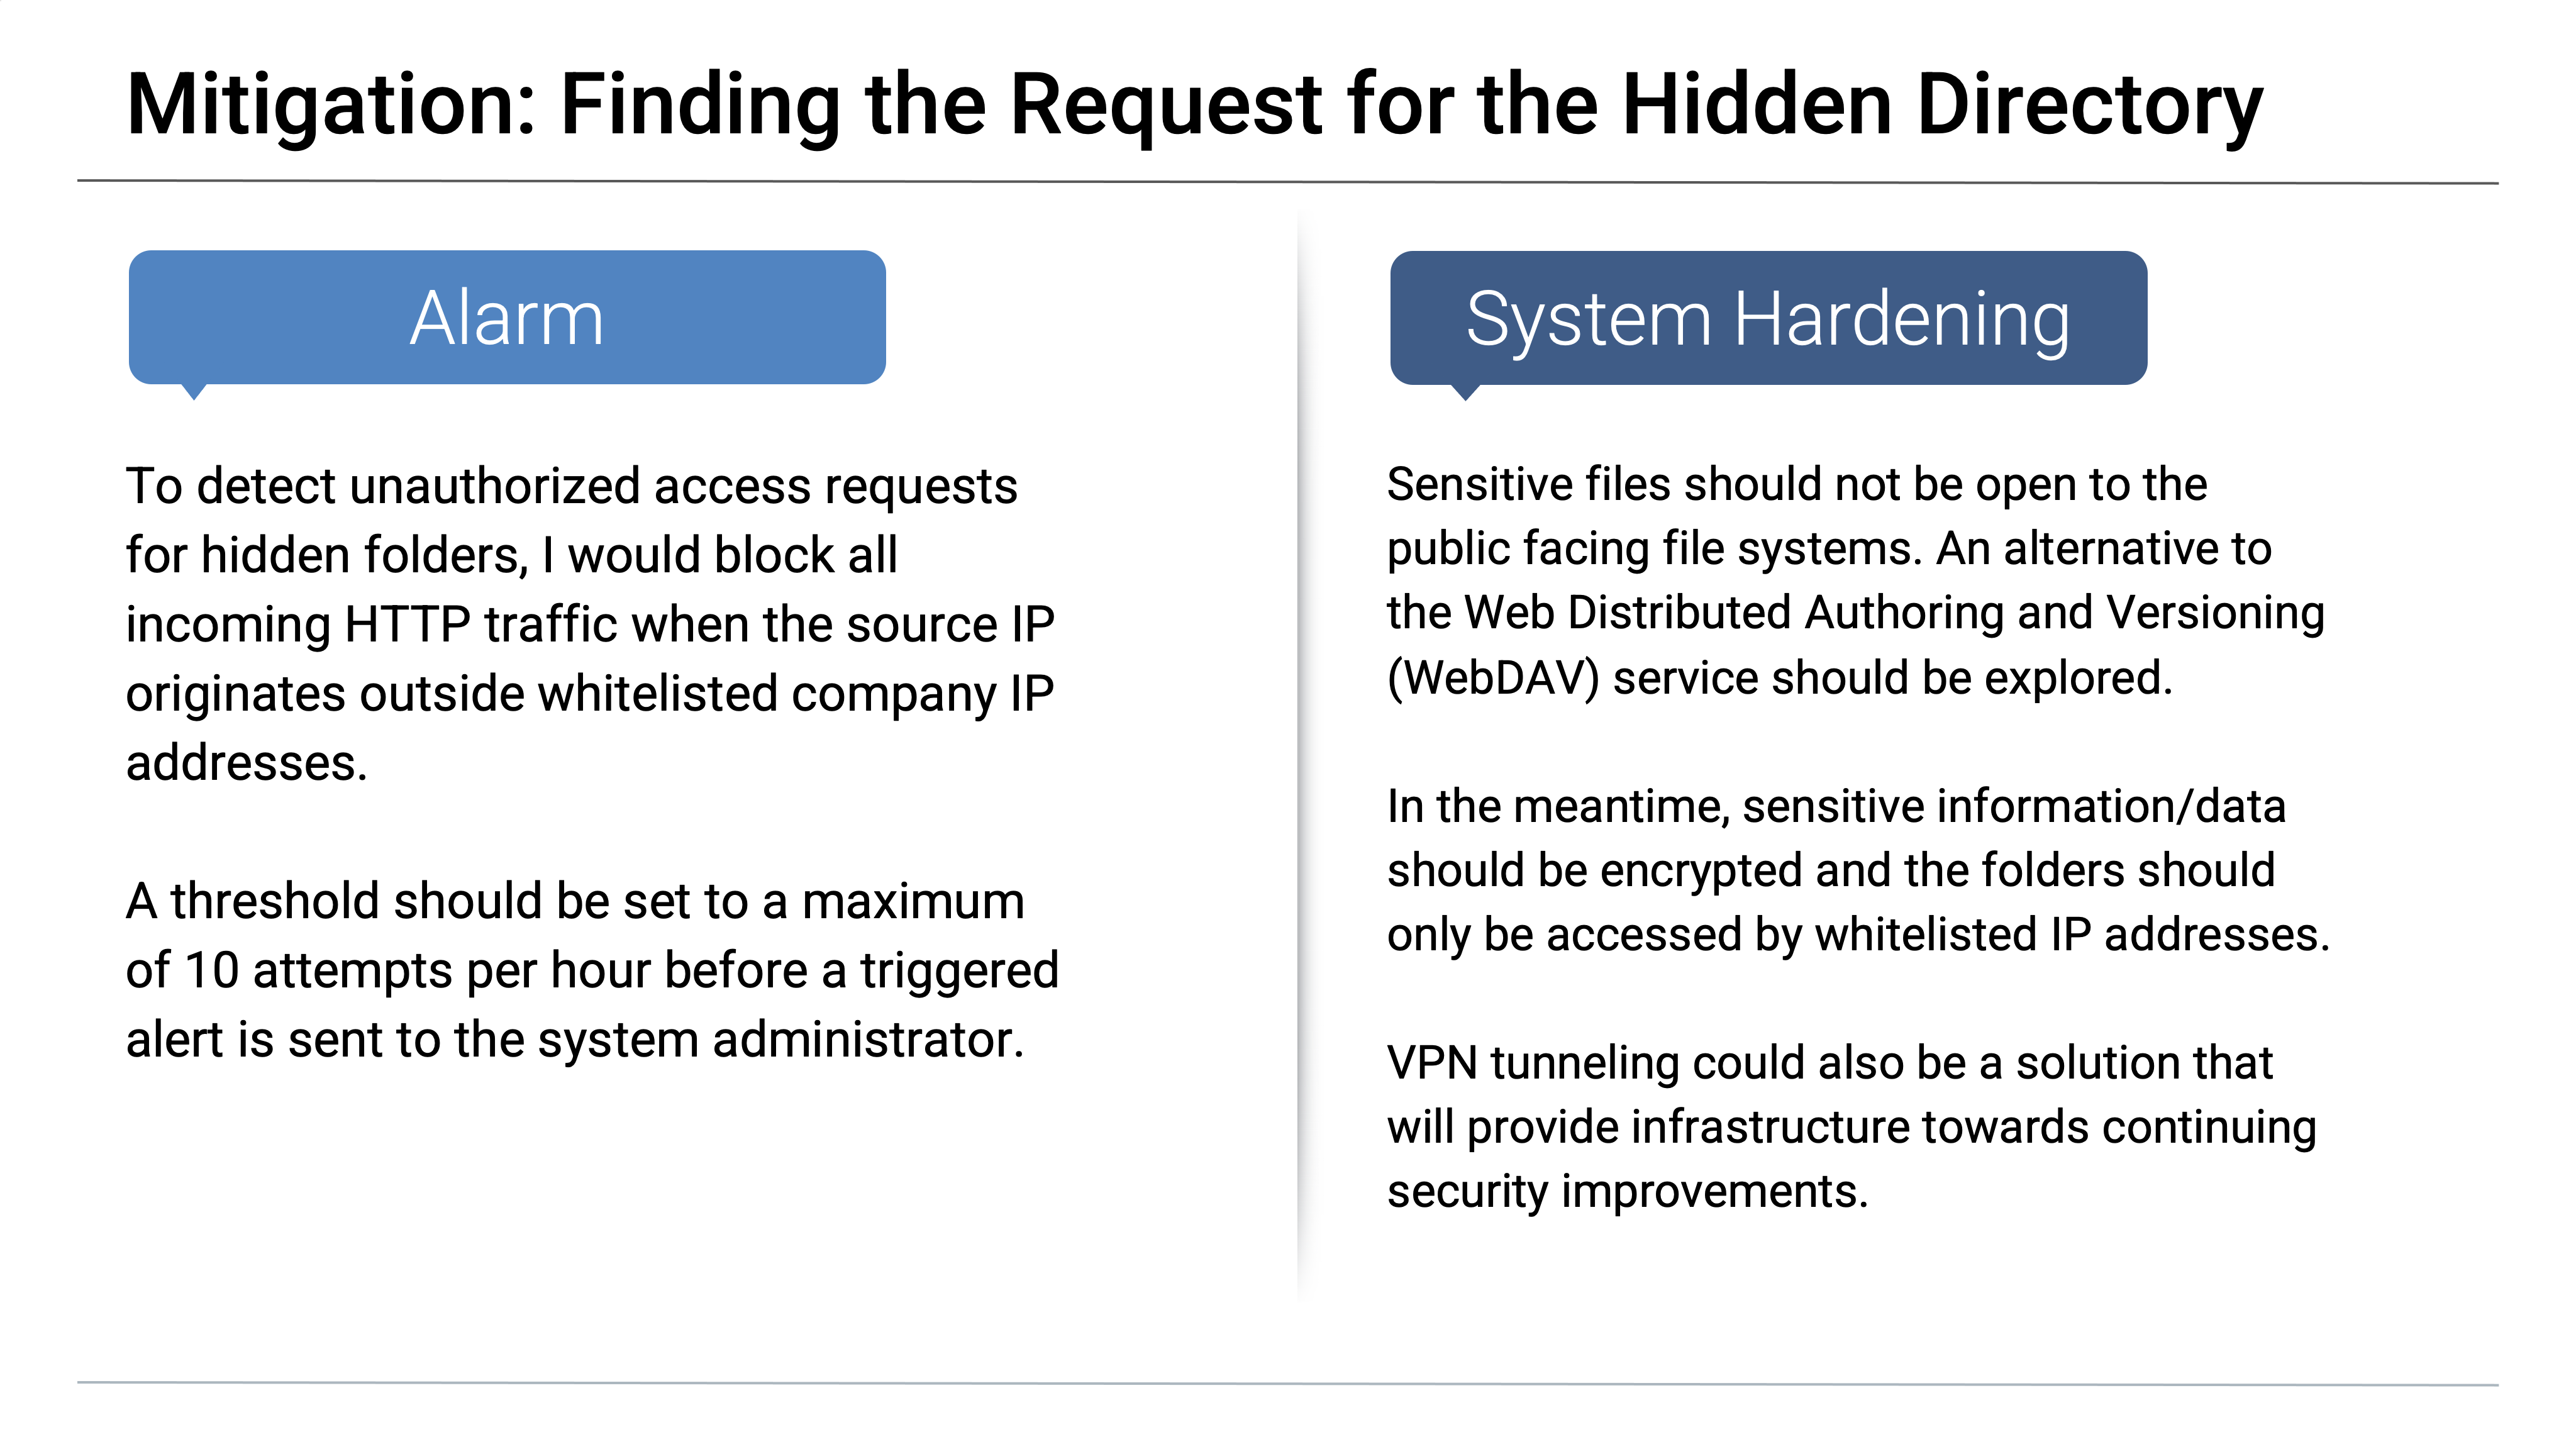 Mitigation: Finding the Request for the Hidden Directory
Alarm
To detect unauthorized access requests
for hidden folders, I would block all
incoming HTTP traffic when the source IP
originates outside whitelisted company IP
addresses.
A threshold should be set to a maximum
of 10 attempts per hour before a triggered
alert is sent to the system administrator.
System Hardening
Sensitive files should not be open to the
public facing file systems. An alternative to
the Web Distributed Authoring and Versioning
(WebDAV) service should be explored.
In the meantime, sensitive information/data
should be encrypted and the folders should
only be accessed by whitelisted IP addresses.
VPN tunneling could also be a solution that
will provide infrastructure towards continuing
security improvements.